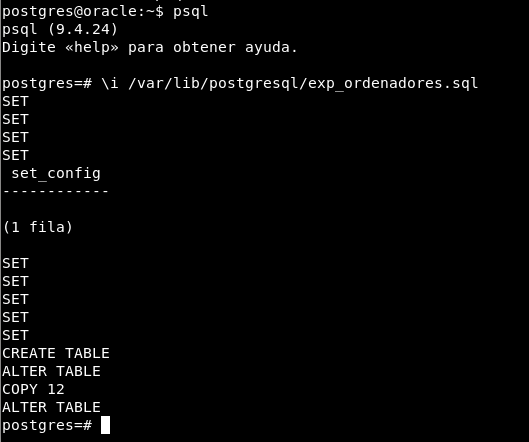 postgres@oracle:~$ psql
psql (9.4.24)
Digite «help» para obtener ayuda.
postgres=# \i /var/lib/postgresql/exp_ordenadores.sql
SET
SET
SET
SET
set_config
------------
(1 fila)
SET
SET
SET
SET
SET
CREATE TABLE
ALTER TABLE
COPY 12
ALTER TABLE
postgres=#